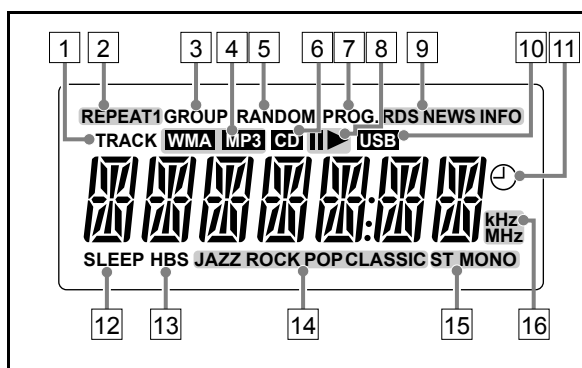 1 2 3 4 5 6 7 8 9 10 11
REPEAT1 GROUP RANDOM PROG. RDS NEWS INFO
TRACK WMA MP3 CD USB
kHz
MHz
SLEEP HBS JAZZ ROCK POP CLASSIC ST MONO
12 13 14 15 16